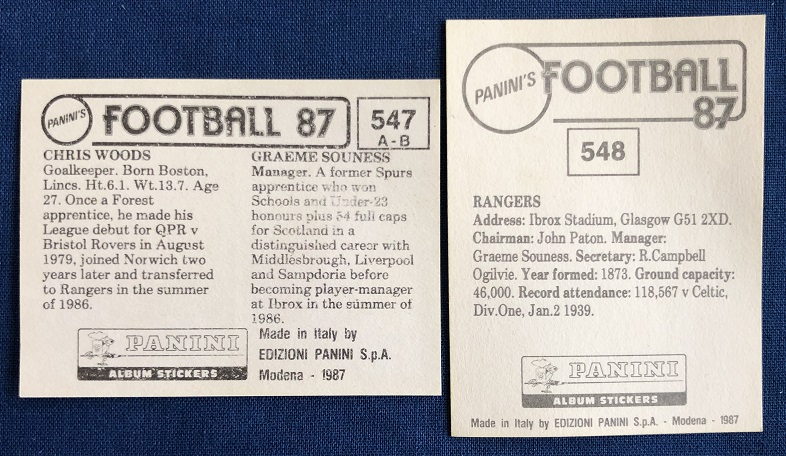 PANINI'S
FOOTBALL 87
547
A-B
CHRIS WOODS
Goalkeeper. Born Boston,
Lincs. Ht.6.1. Wt.13.7. Age
27. Once a Forest
apprentice, he made his
League debut for QPR v
Bristol Rovers in August
1979, joined Norwich two
years later and transferred
to Rangers in the summer
of 1986.
GRAEME SOUNESS
Manager. A former Spurs
apprentice who won
Schools and Under-23
honours plus 54 full caps
for Scotland in a
distinguished career with
Middlesbrough, Liverpool
and Sampdoria before
becoming player-manager
at Ibrox in the summer of
1986.
PANINI
ALBUM STICKERS
Made in Italy by
EDIZIONI PANINI S.p.A.
Modena - 1987
PANINI'S
FOOTBALL
87
548
RANGERS
Address: Ibrox Stadium, Glasgow G51 2XD.
Chairman: John Paton. Manager:
Graeme Souness. Secretary: R.Campbell
Ogilvie. Year formed: 1873. Ground capacity:
46,000. Record attendance: 118,567 v Celtic,
Div.One, Jan.2 1939.
PANINI
ALBUM STICKERS
Made in Italy by EDIZIONI PANINI S.p.A. - Modena - 1987